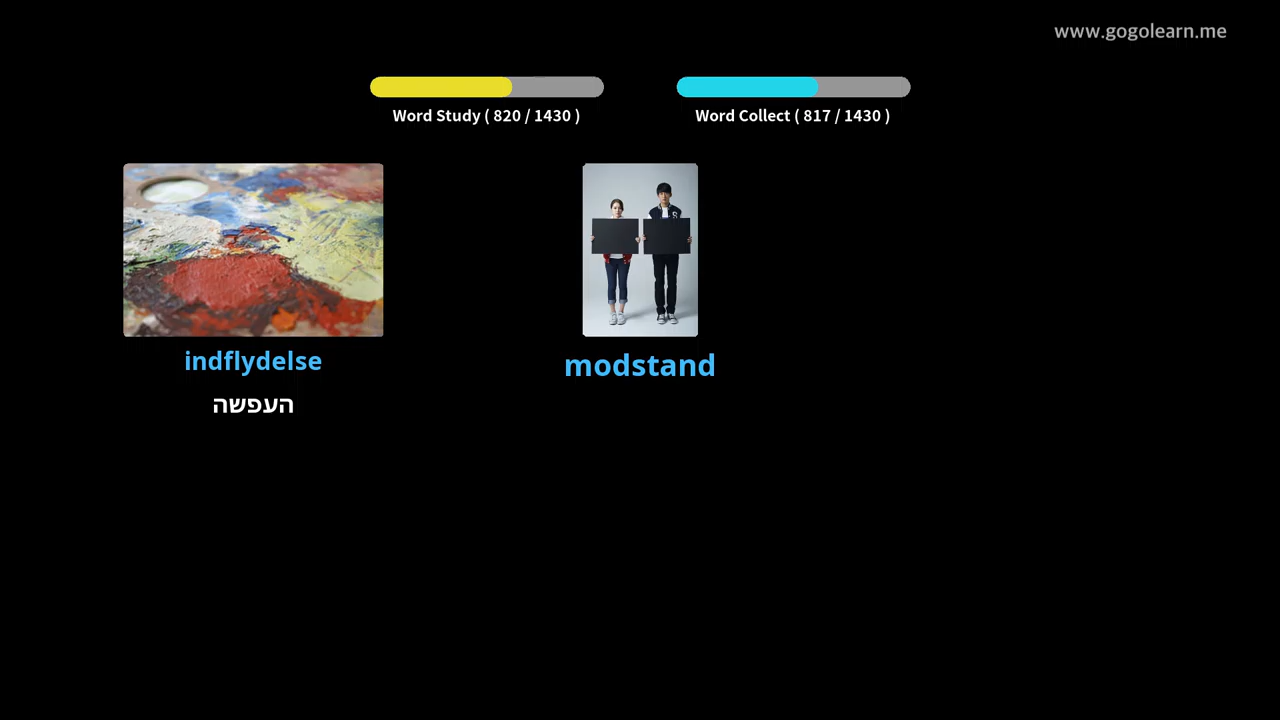 www.gogolearn.me
Word Study ( 820 / 1430 )
Word Collect ( 817 / 1430 )
indflydelse
העפשה
modstand